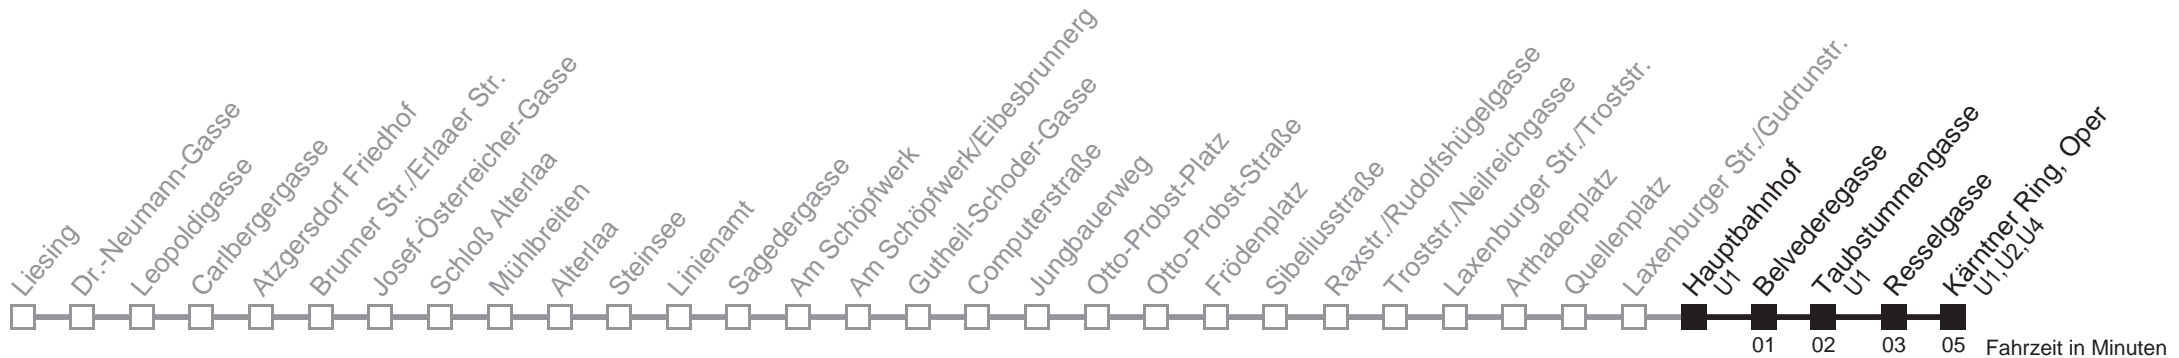 Liesing
Dr.-Neumann-Gasse
Leopoldigasse
Carlbergergasse
Atzgersdorf Friedhof
Brunner Str./Erlaaer Str.
Josef-Österreicher-Gasse
Schloß Alterlaa
Mühlbreiten
Alterlaa
Steinsee
Linienamt
Sagedergasse
Am Schöpfwerk
Am Schöpfwerk/Eibesbrunnerg
Gutheil-Schoder-Gasse
Computerstraße
Jungbauerweg
Otto-Probst-Platz
Otto-Probst-Straße
Frödenplatz
Sibeliusstraße
Raxstr./Rudolfshügelgasse
Troststr./Neilreichgasse
Laxenburger Str./Troststr.
Arthaberplatz
Quellenplatz
Laxenburger Str./Gudrunstr.
Hauptbahnhof
U1
Belvederegasse
Taubstummengasse
U1
Resselgasse
Kärntner Ring, Oper
U1,U2,U4
01 02 03 05 Fahrzeit in Minuten